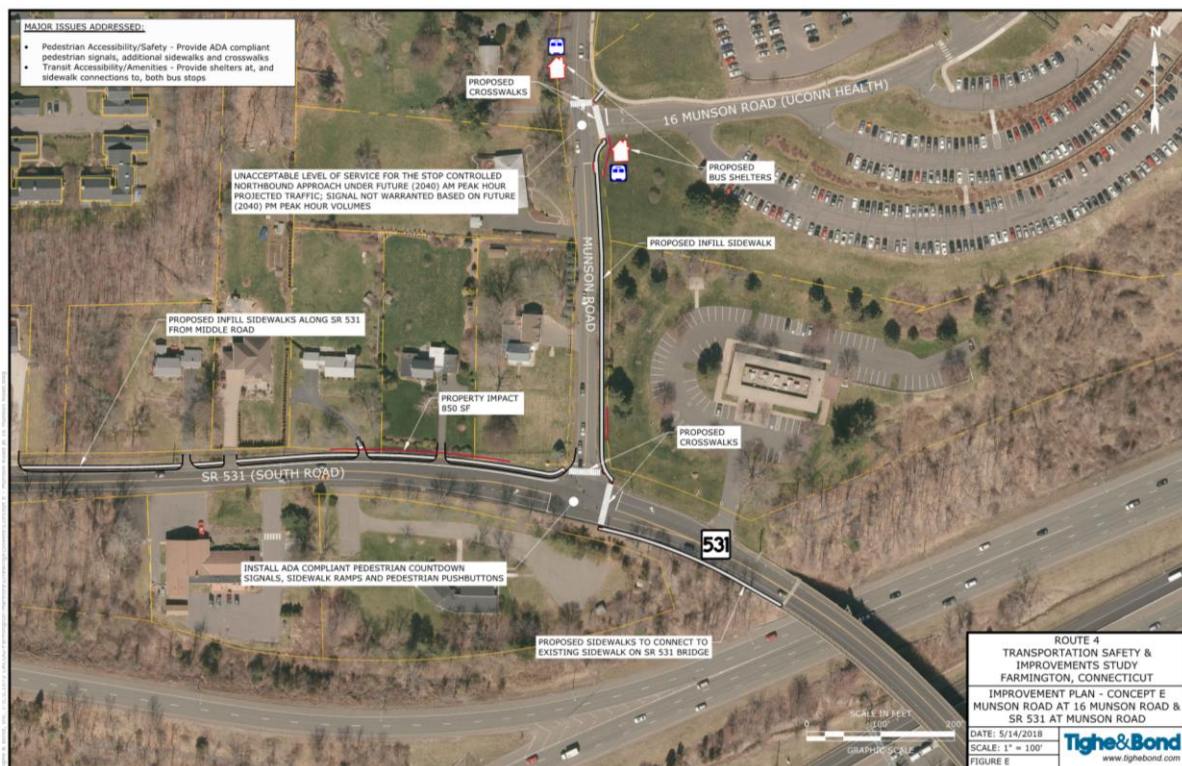 MAJOR ISSUES ADDRESSED:
• Pedestrian Accessibility/Safety - Provide ADA compliant
pedestrian signals, additional sidewalks and crosswalks
• Transit Accessibility/Amenities - Provide shelters at, and
sidewalk connections to, both bus stops
PROPOSED
CROSSWALKS
16 MUNSON ROAD (UCONN HEALTH)
N
UNACCEPTABLE LEVEL OF SERVICE FOR THE STOP CONTROLLED
NORTHBOUND APPROACH UNDER FUTURE (2040) AM PEAK HOUR
PROJECTED TRAFFIC; SIGNAL NOT WARRANTED BASED ON FUTURE
(2040) PM PEAK HOUR VOLUMES
PROPOSED
BUS SHELTERS
MUNSON ROAD
PROPOSED INFILL SIDEWALK
PROPOSED INFILL SIDEWALKS ALONG SR 531
FROM MIDDLE ROAD
PROPERTY IMPACT
850 SF
PROPOSED
CROSSWALKS
SR 531 (SOUTH ROAD)
531
INSTALL ADA COMPLIANT PEDESTRIAN COUNTDOWN
SIGNALS, SIDEWALK RAMPS AND PEDESTRIAN PUSHBUTTONS
PROPOSED SIDEWALKS TO CONNECT TO
EXISTING SIDEWALK ON SR 531 BRIDGE
SCALE IN FEET
0 100' 200'
GRAPHIC SCALE
ROUTE 4
TRANSPORTATION SAFETY &
IMPROVEMENTS STUDY
FARMINGTON, CONNECTICUT
IMPROVEMENT PLAN - CONCEPT E
MUNSON ROAD AT 16 MUNSON ROAD &
SR 531 AT MUNSON ROAD
DATE: 5/14/2018
SCALE: 1" = 100'
FIGURE E
Tighe&Bond
www.tighebond.com